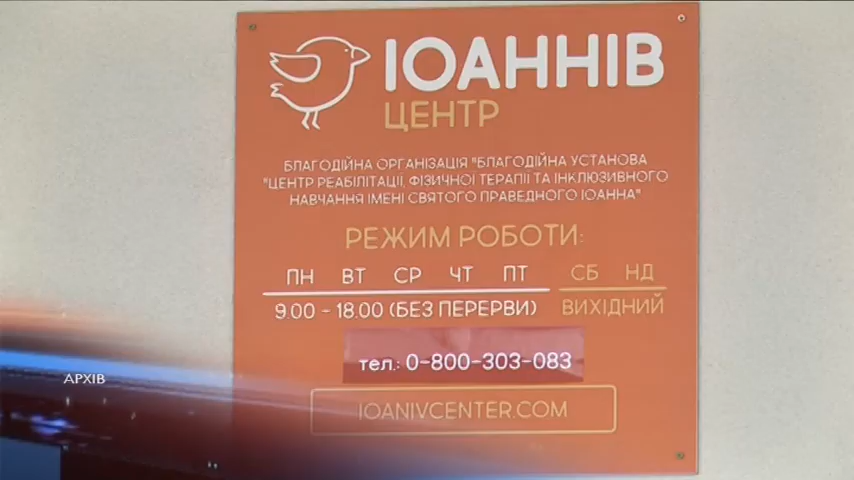 ІОАННІВ
ЦЕНТР
БЛАГОДІЙНА ОРГАНІЗАЦІЯ "БЛАГОДІЙНА УСТАНОВА
"ЦЕНТР РЕАБІЛІТАЦІЇ, ФІЗИЧНОЇ ТЕРАПІЇ ТА ІНКЛЮЗИВНОГО
НАВЧАННЯ ІМЕНІ СВЯТОГО ПРАВЕДНОГО ІОАННА"
РЕЖИМ РОБОТИ:
ПН ВТ СР ЧТ ПТ СБ НД
9.00 - 18.00 (БЕЗ ПЕРЕРВИ) ВИХІДНИЙ
тел.: 0-800-303-083
АРХІВ
IOANIVCENTER.COM